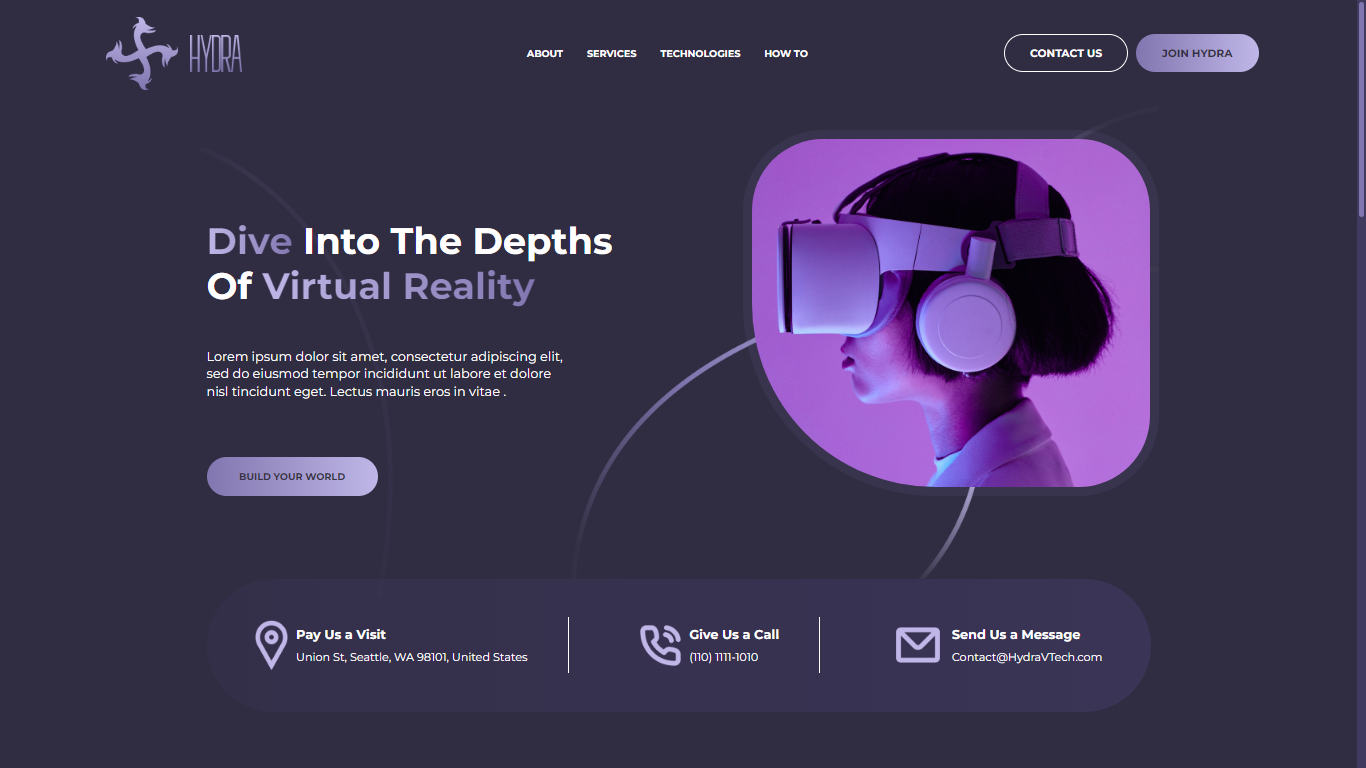 HYDRA
ABOUT SERVICES TECHNOLOGIES HOW TO
CONTACT US
JOIN HYDRA
Dive Into The Depths
Of Virtual Reality
Lorem ipsum dolor sit amet, consectetur adipiscing elit,
sed do eiusmod tempor incididunt ut labore et dolore
nisl tincidunt eget. Lectus mauris eros in vitae .
BUILD YOUR WORLD
Pay Us a Visit
Union St, Seattle, WA 98101, United States
Give Us a Call
(110) 1111-1010
Send Us a Message
Contact@HydraVTech.com